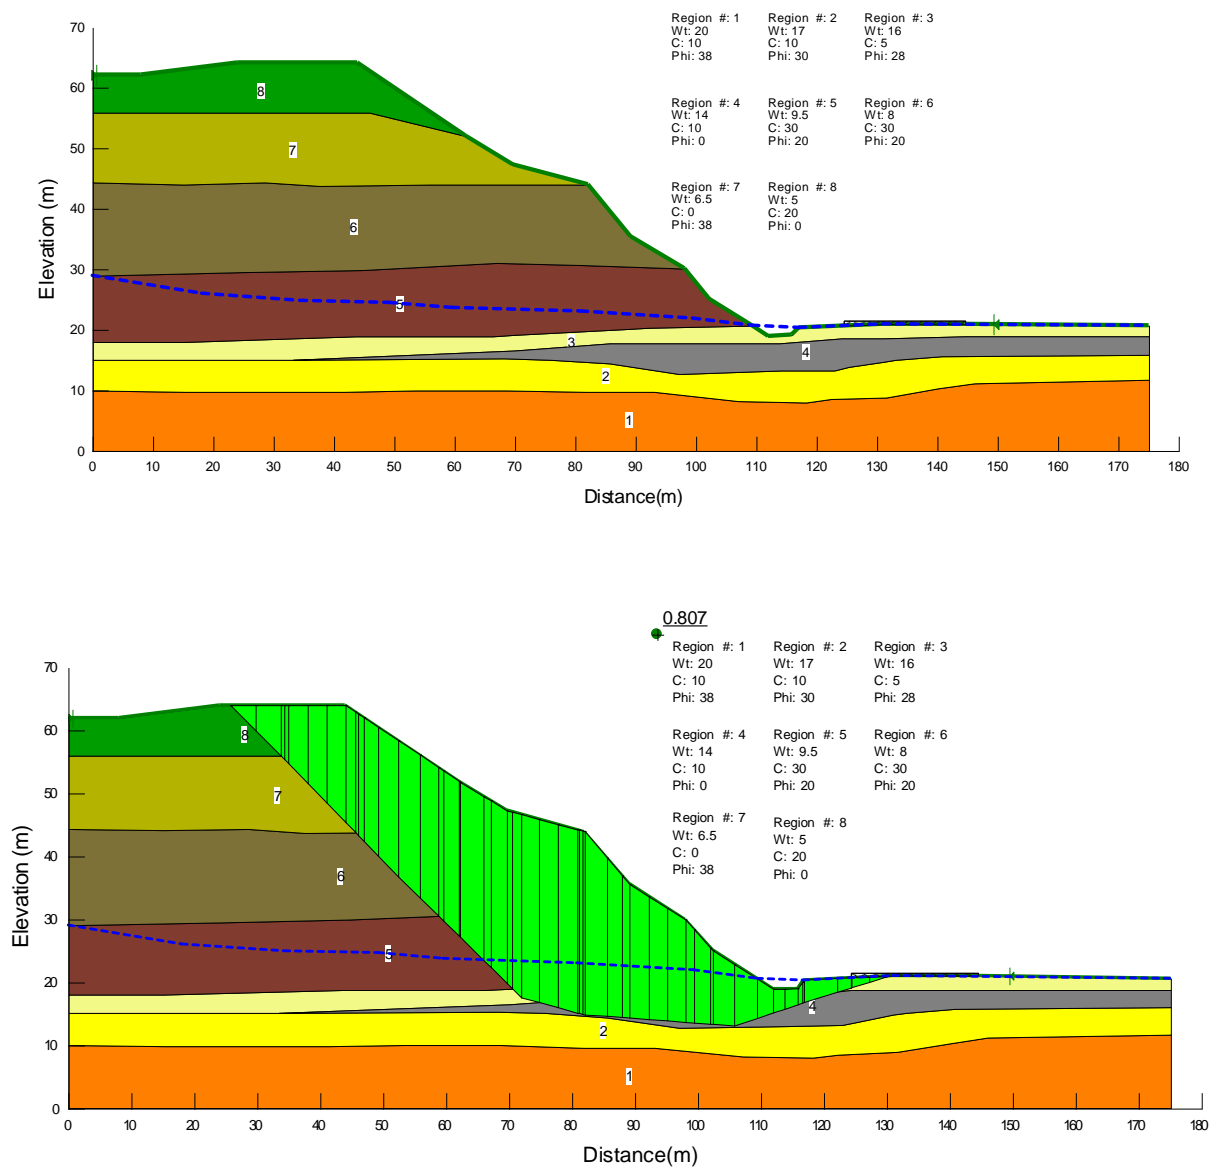 70
60
50
40
30
20
10
0
Elevation (m)
Region #: 1
Wt: 20
C: 10
Phi: 38
Region #: 2
Wt: 17
C: 10
Phi: 30
Region #: 3
Wt: 16
C: 5
Phi: 28
Region #: 4
Wt: 14
C: 10
Phi: 0
Region #: 5
Wt: 9.5
C: 30
Phi: 20
Region #: 6
Wt: 8
C: 30
Phi: 20
Region #: 7
Wt: 6.5
C: 0
Phi: 38
Region #: 8
Wt: 5
C: 20
Phi: 0
8
7
6
5
3
4
2
1
0 10 20 30 40 50 60 70 80 90 100 110 120 130 140 150 160 170 180
Distance(m)
0.807
70
60
50
40
30
20
10
0
Elevation (m)
Region #: 1
Wt: 20
C: 10
Phi: 38
Region #: 2
Wt: 17
C: 10
Phi: 30
Region #: 3
Wt: 16
C: 5
Phi: 28
Region #: 4
Wt: 14
C: 10
Phi: 0
Region #: 5
Wt: 9.5
C: 30
Phi: 20
Region #: 6
Wt: 8
C: 30
Phi: 20
Region #: 7
Wt: 6.5
C: 0
Phi: 38
Region #: 8
Wt: 5
C: 20
Phi: 0
8
7
6
5
4
2
1
0 10 20 30 40 50 60 70 80 90 100 110 120 130 140 150 160 170 180
Distance(m)